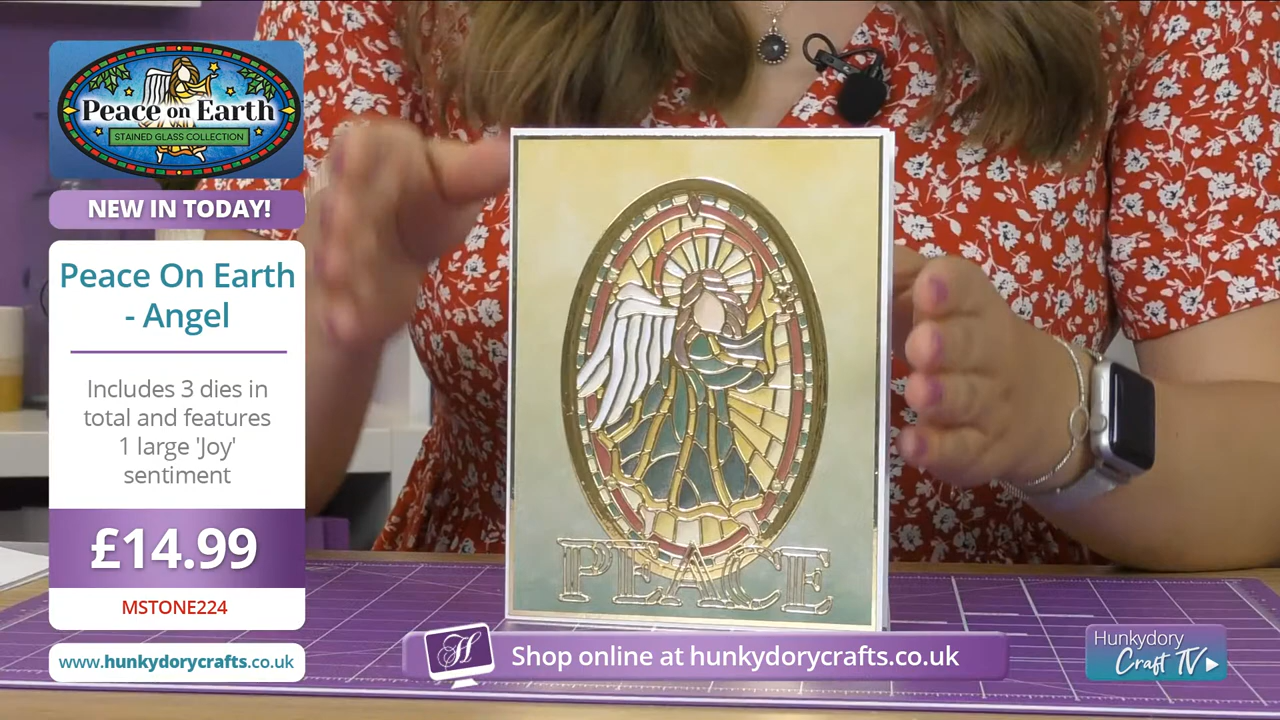 Peace on Earth
STAINED GLASS COLLECTION
NEW IN TODAY!
Peace On Earth
- Angel
Includes 3 dies in
total and features
1 large 'Joy'
sentiment
£14.99
MSTONE224
www.hunkydorycrafts.co.uk
PEACE
H
Shop online at hunkydorycrafts.co.uk
Hunkydory
Craft TV